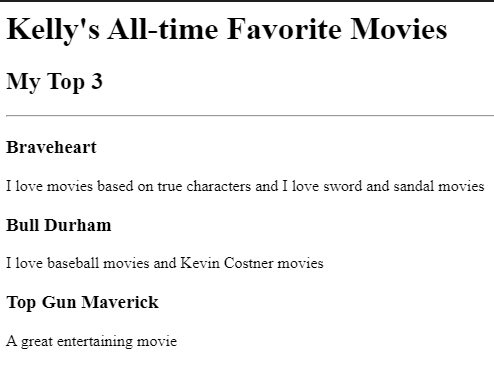 Kelly's All-time Favorite Movies
My Top 3
Braveheart
I love movies based on true characters and I love sword and sandal movies
Bull Durham
I love baseball movies and Kevin Costner movies
Top Gun Maverick
A great entertaining movie